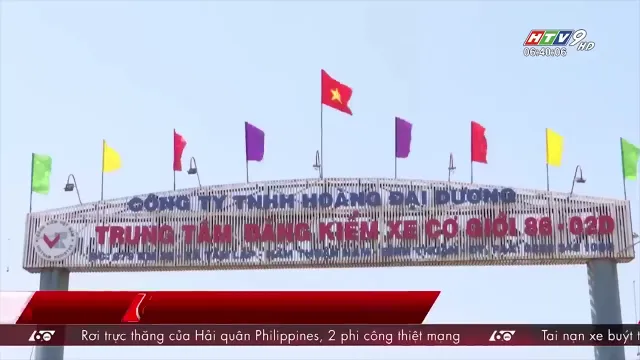 HTV9 HD
06:40:06
CÔNG TY TNHH HOÀNG ĐẠI DƯƠNG
TRUNG TÂM ĐĂNG KIỂM XE CƠ GIỚI 86 - 02D
Rơi trực thăng của Hải quân Philippines, 2 phi công thiệt mạng
Tai nạn xe buýt t